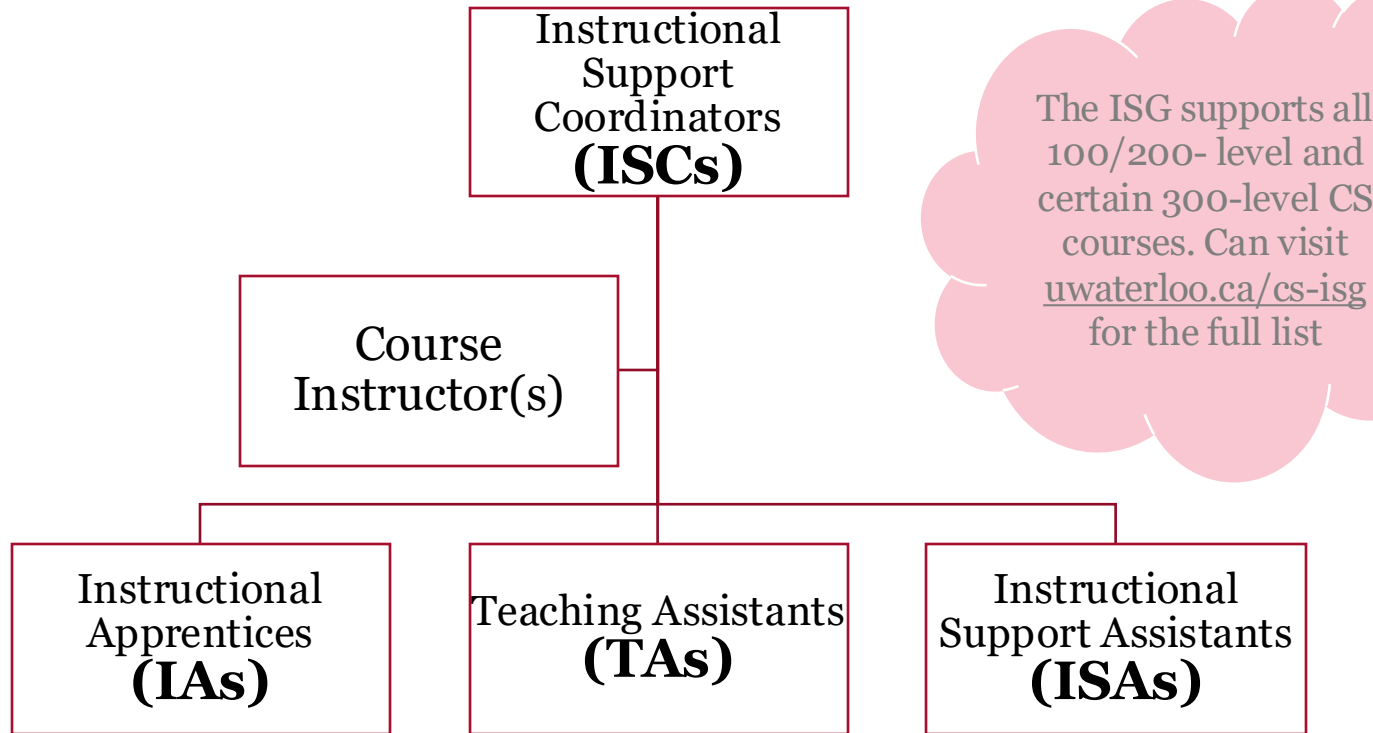 Instructional
Support
Coordinators
(ISCs)
The ISG supports all
100/200- level and
certain 300-level CS
courses. Can visit
uwaterloo.ca/cs-isg
for the full list
Course
Instructor(s)
Instructional
Apprentices
(IAs)
Teaching Assistants
(TAs)
Instructional
Support Assistants
(ISAs)